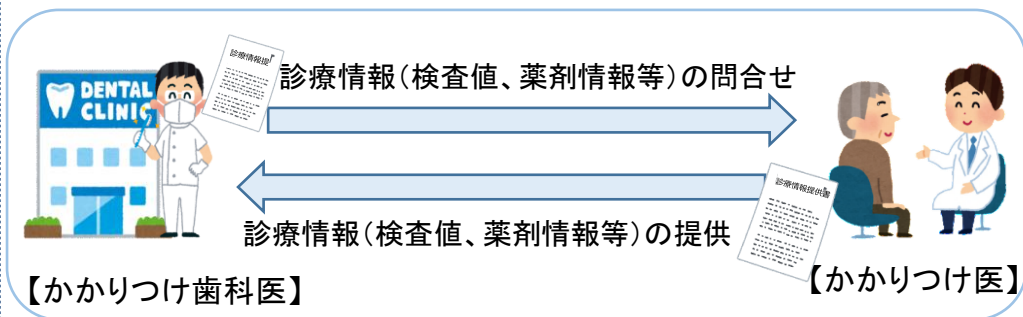 診療情報提
診療情報(検査値、薬剤情報等)の問合せ
DENTAL
CLINIC
診療情報提供書
診療情報(検査値、薬剤情報等)の提供
【かかりつけ歯科医】
【かかりつけ医】